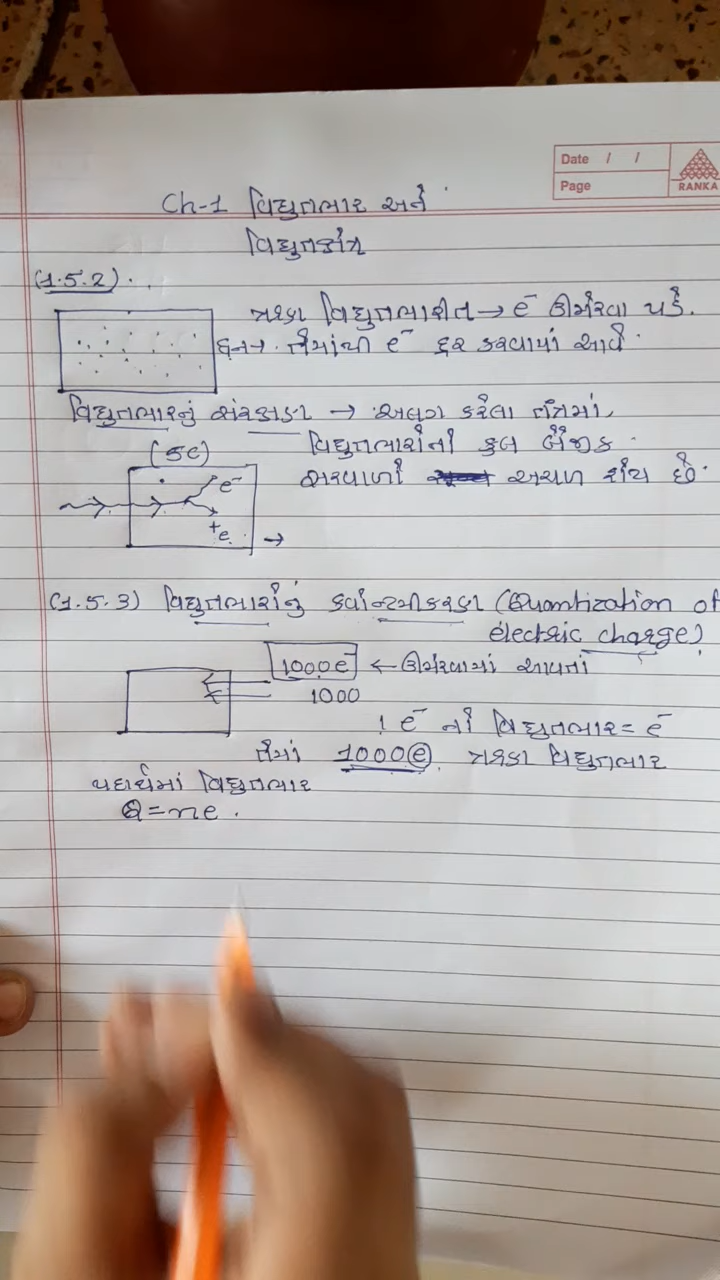 Date / /
Page
RANKA
Ch-1 વિદ્યુતભાર અને
વિદ્યુતક્ષેત્ર
(1.5.2).
ઋણ વિદ્યુતભારીત → e⁻ ઉમેરવા પડે.
ધન → તેમાંથી e⁻ દૂર કરવામાં આવે.
વિદ્યુતભારનું સંરક્ષણ → અલગ કરેલા તંત્રમાં,
(5e) વિદ્યુતભારોનો કુલ બૈજીક
સરવાળો અચળ રહે છે.
e⁻
+e. →
(1.5.3) વિદ્યુતભારોનું ક્વોન્ટમીકરણ (Quantization of
electric charge)
1000e⁻ ← ઉમેરવામાં આવતાં
1000
1 e⁻ નો વિદ્યુતભાર = e⁻
તેમાં 1000e ઋણ વિદ્યુતભાર
પદાર્થમાં વિદ્યુતભાર
Q=ne.